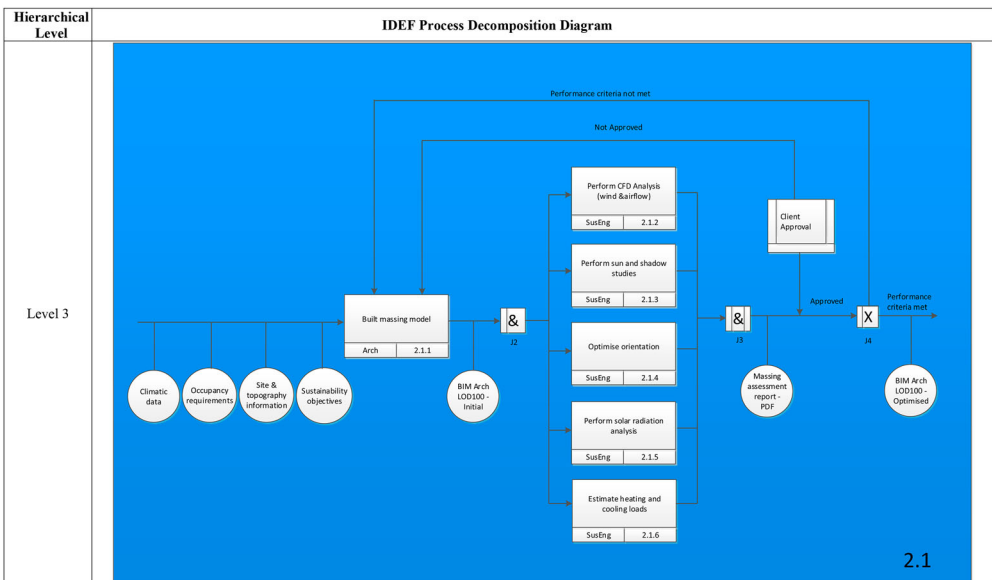 Hierarchical
Level
IDEF Process Decomposition Diagram
Level 3
Performance criteria not met
Not Approved
Perform CFD Analysis
(wind &airflow)
SusEng
2.1.2
Client
Approval
Perform sun and shadow
studies
SusEng
2.1.3
Built massing model
Arch
2.1.1
&
J2
Optimise orientation
SusEng
2.1.4
&
J3
Approved
X
J4
Performance
criteria met
Climatic
data
Occupancy
requirements
Site &
topography
information
Sustainability
objectives
BIM Arch
LOD100 -
Initial
Massing
assessment
report -
PDF
BIM Arch
LOD100 -
Optimised
Perform solar radiation
analysis
SusEng
2.1.5
Estimate heating and
cooling loads
SusEng
2.1.6
2.1